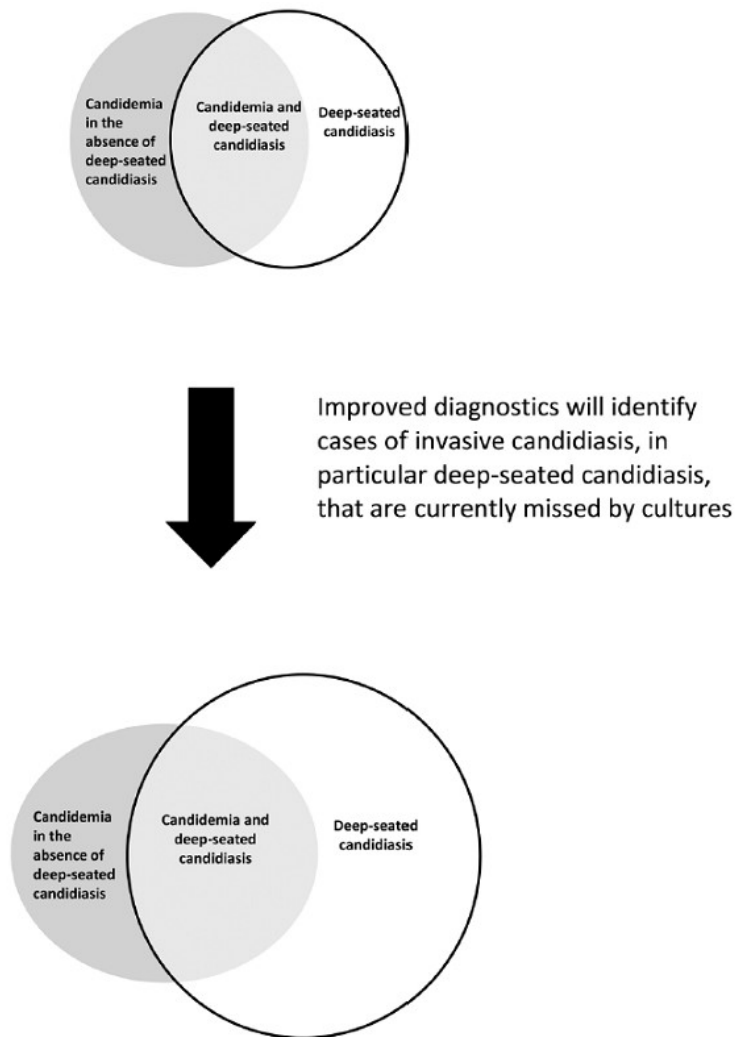 Candidemia
in the
absence of
deep-seated
candidiasis
Candidemia and
deep-seated
candidiasis
Deep-seated
candidiasis
Improved diagnostics will identify
cases of invasive candidiasis, in
particular deep-seated candidiasis,
that are currently missed by cultures
Candidemia
in the
absence of
deep-seated
candidiasis
Candidemia and
deep-seated
candidiasis
Deep-seated
candidiasis